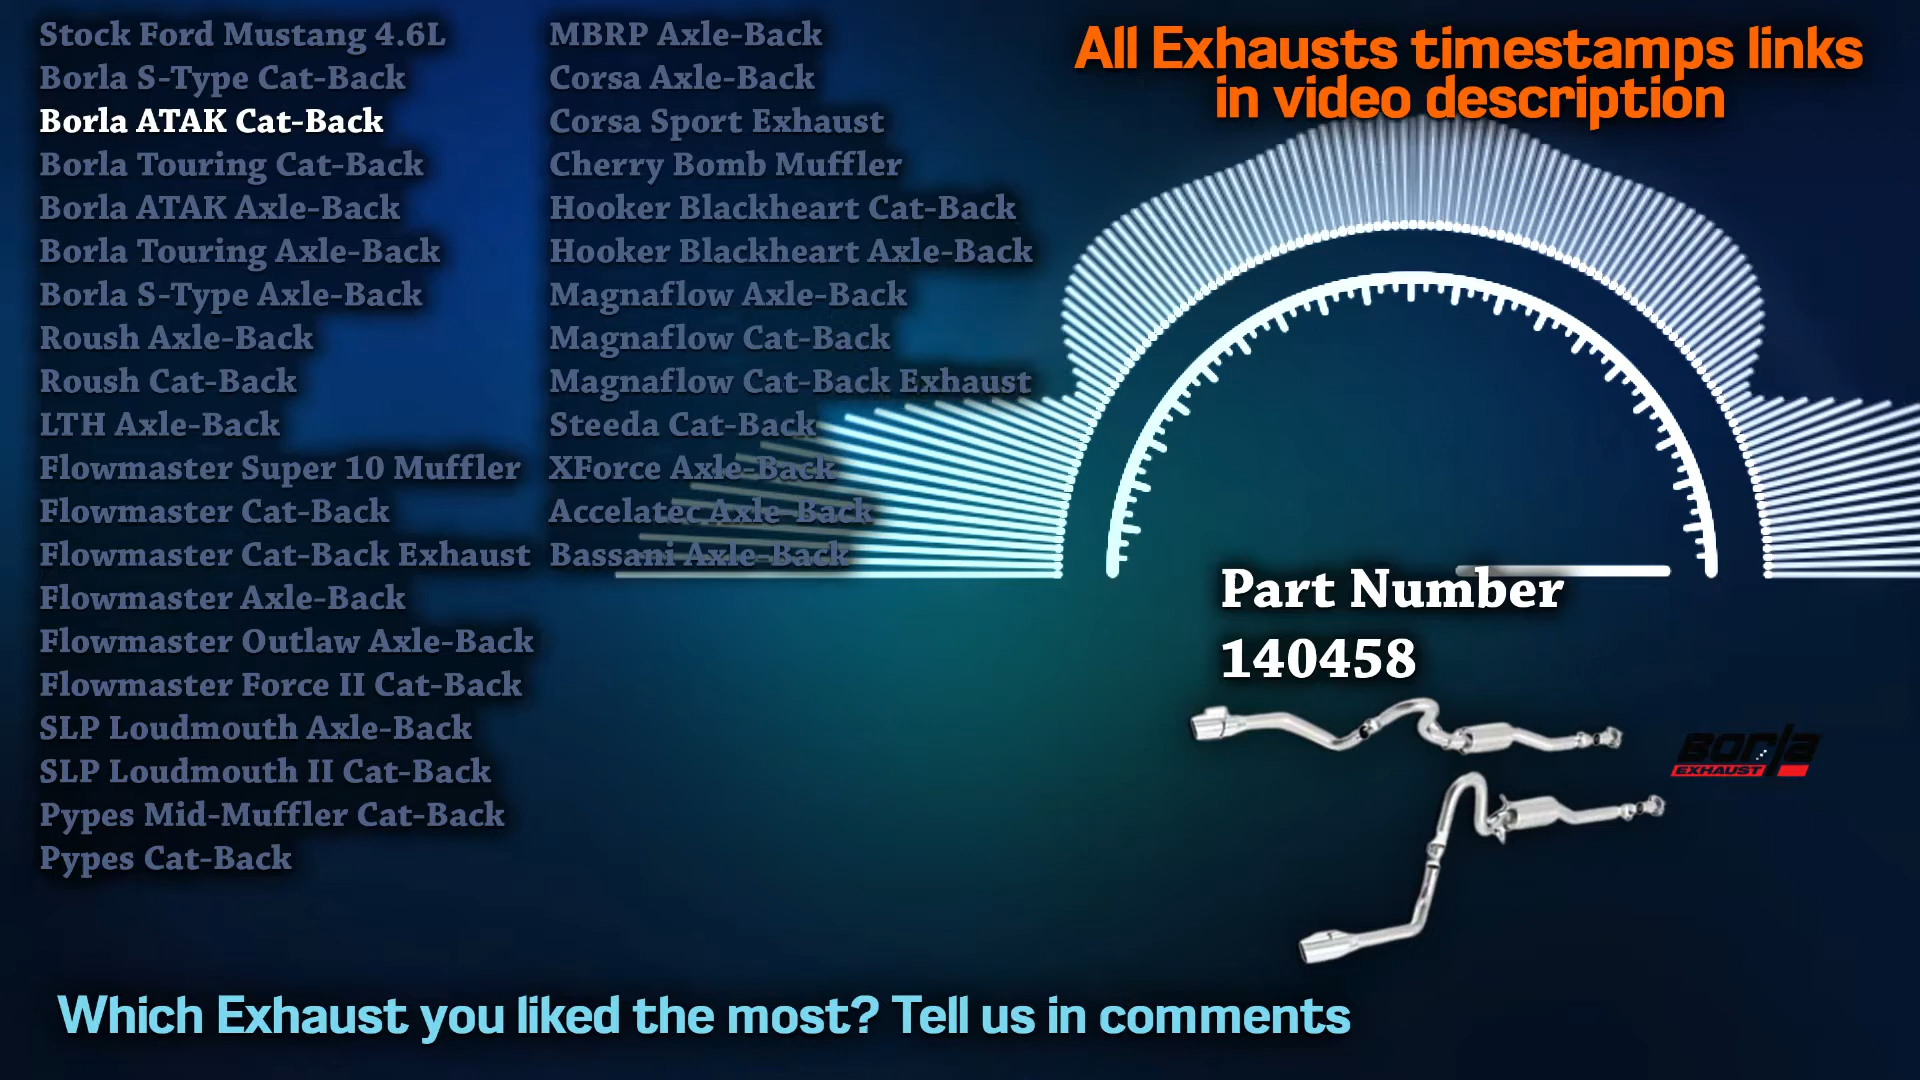 Stock Ford Mustang 4.6L
Borla S-Type Cat-Back
Borla ATAK Cat-Back
Borla Touring Cat-Back
Borla ATAK Axle-Back
Borla Touring Axle-Back
Borla S-Type Axle-Back
Roush Axle-Back
Roush Cat-Back
LTH Axle-Back
Flowmaster Super 10 Muffler
Flowmaster Cat-Back
Flowmaster Cat-Back Exhaust
Flowmaster Axle-Back
Flowmaster Outlaw Axle-Back
Flowmaster Force II Cat-Back
SLP Loudmouth Axle-Back
SLP Loudmouth II Cat-Back
Pypes Mid-Muffler Cat-Back
Pypes Cat-Back
MBRP Axle-Back
Corsa Axle-Back
Corsa Sport Exhaust
Cherry Bomb Muffler
Hooker Blackheart Cat-Back
Hooker Blackheart Axle-Back
Magnaflow Axle-Back
Magnaflow Cat-Back
Magnaflow Cat-Back Exhaust
Steeda Cat-Back
XForce Axle-Back
Accelatec Axle-Back
Bassani Axle-Back
All Exhausts timestamps links
in video description
Part Number
140458
Borla
EXHAUST
Which Exhaust you liked the most? Tell us in comments